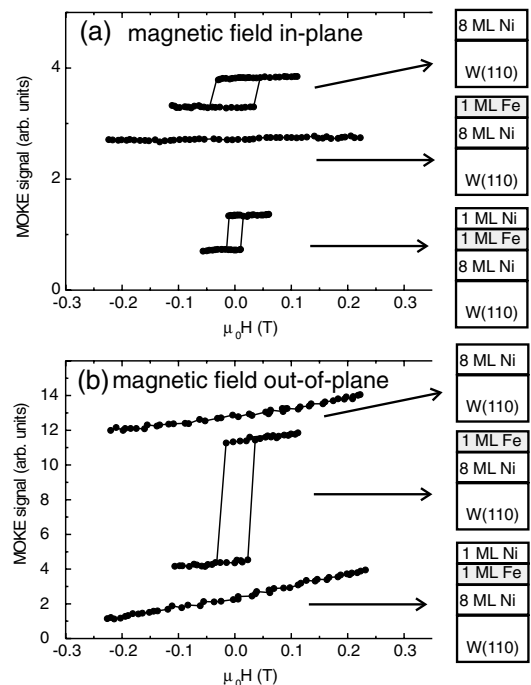 (a) magnetic field in-plane
MOKE signal (arb. units)
4
2
0
-0.3 -0.2 -0.1 0.0 0.1 0.2 0.3
μ₀H (T)
8 ML Ni
W(110)
1 ML Fe
8 ML Ni
W(110)
1 ML Ni
1 ML Fe
8 ML Ni
W(110)
(b) magnetic field out-of-plane
MOKE signal (arb. units)
14
12
10
8
6
4
2
0
-0.3 -0.2 -0.1 0.0 0.1 0.2 0.3
μ₀H (T)
8 ML Ni
W(110)
1 ML Fe
8 ML Ni
W(110)
1 ML Ni
1 ML Fe
8 ML Ni
W(110)